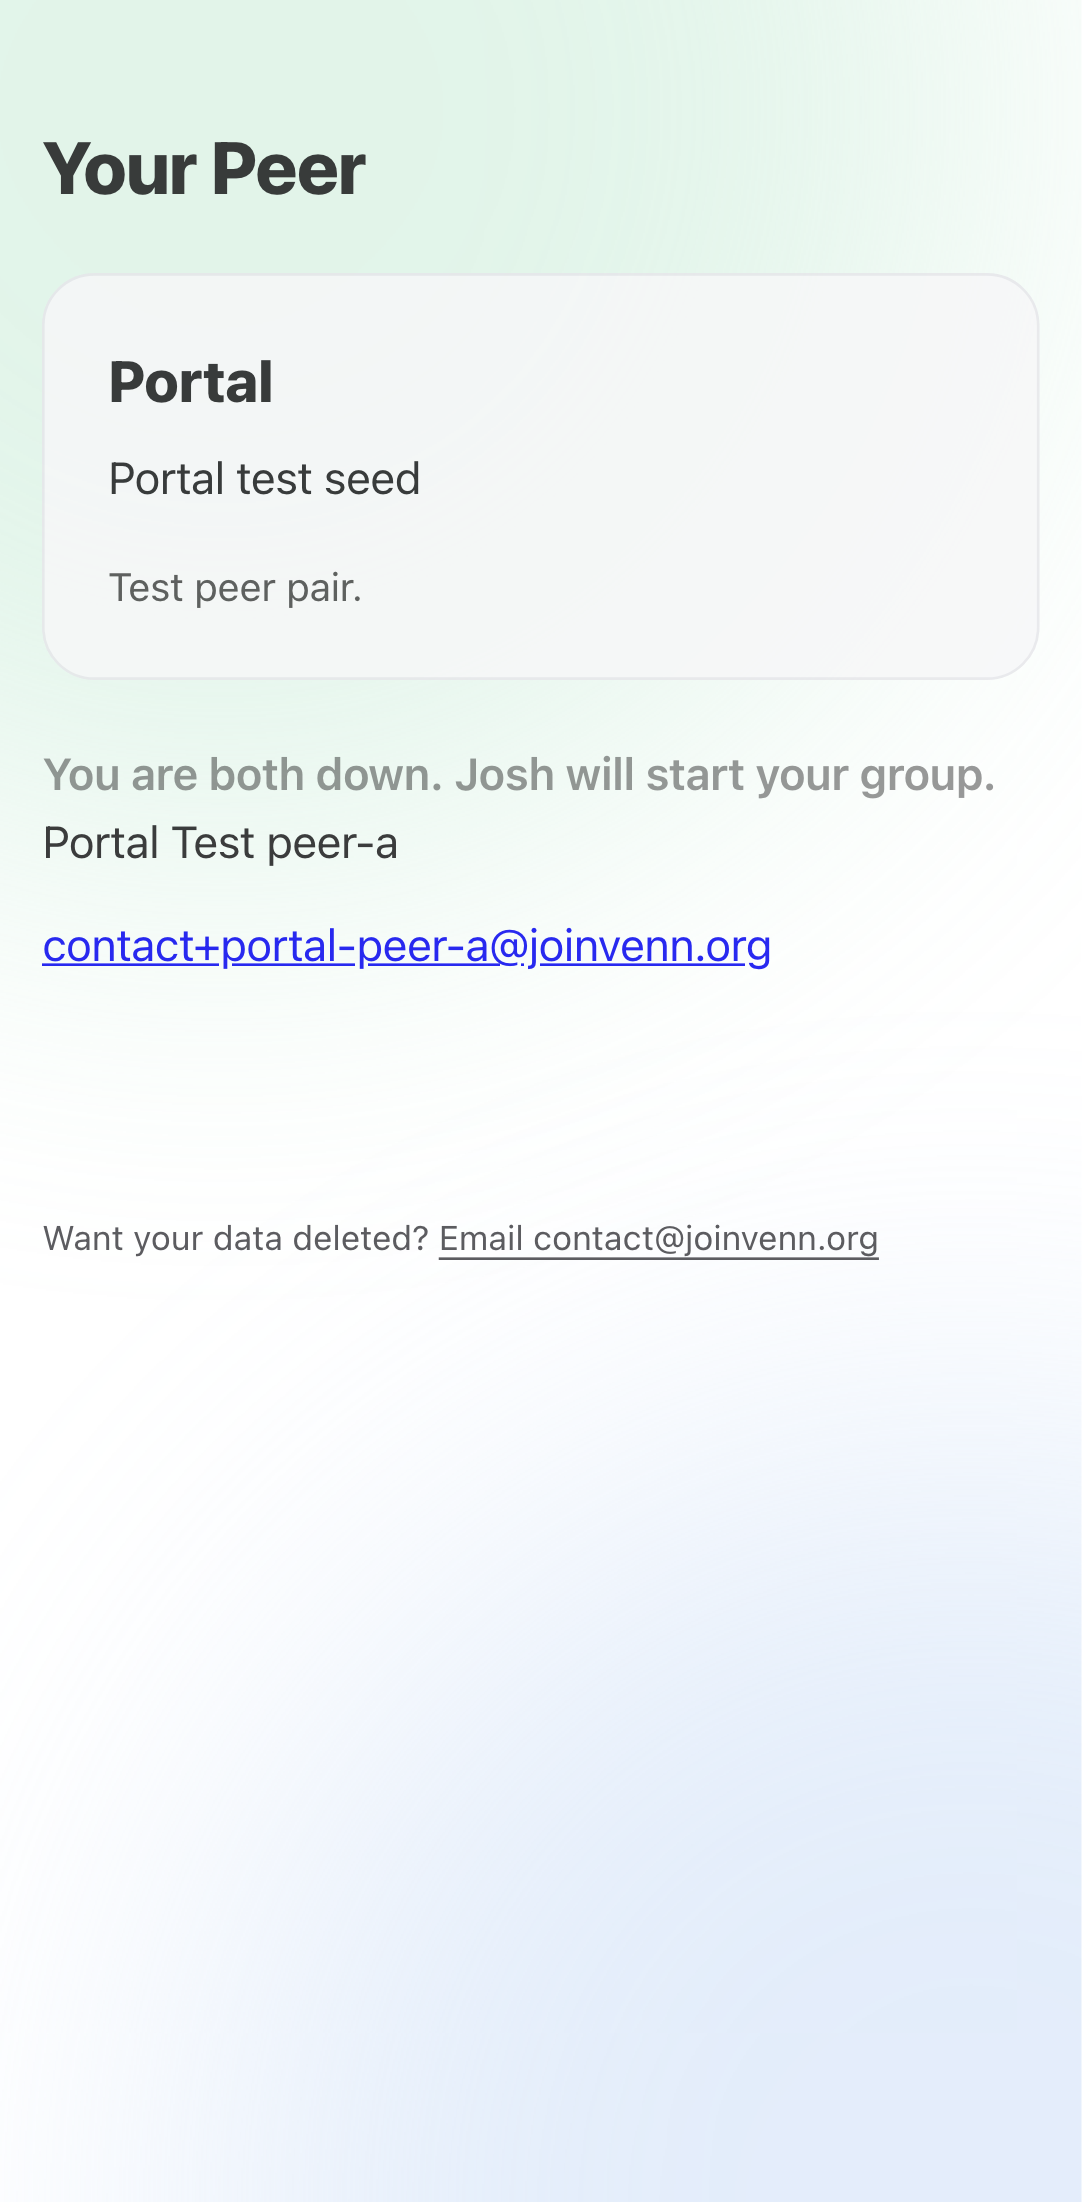 Your Peer
Portal
Portal test seed
Test peer pair.
You are both down. Josh will start your group.
Portal Test peer-a
contact+portal-peer-a@joinvenn.org
Want your data deleted? Email contact@joinvenn.org